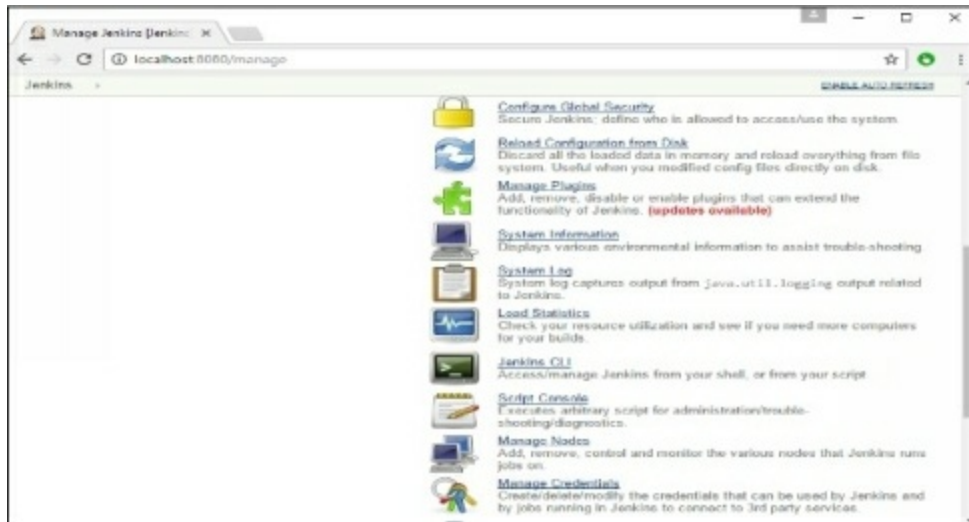 Manage Jenkins [Jenkins
localhost:8080/manage
Jenkins
ENABLE AUTO REFRESH
Configure Global Security
Secure Jenkins; define who is allowed to access/use the system.
Reload Configuration from Disk
Discard all the loaded data in memory and reload everything from file
system. Useful when you modified config files directly on disk.
Manage Plugins
Add, remove, disable or enable plugins that can extend the
functionality of Jenkins. (updates available)
System Information
Displays various environmental information to assist trouble-shooting
System Log
System log captures output from java.util.logging output related
to Jenkins.
Load Statistics
Check your resource utilization and see if you need more computers
for your builds.
Jenkins CLI
Access/manage Jenkins from your shell, or from your script
Script Console
Executes arbitrary script for administration/trouble-
shooting/diagnostics.
Manage Nodes
Add, remove, control and monitor the various nodes that Jenkins runs
jobs on.
Manage Credentials
Create/delete/modify the credentials that can be used by Jenkins and
by jobs running in Jenkins to connect to 3rd party services.